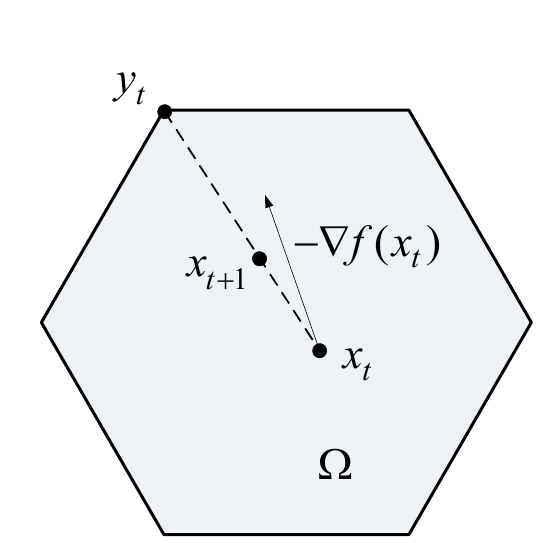 y_t
−∇f(x_t)
x_{t+1}
x_t
Ω